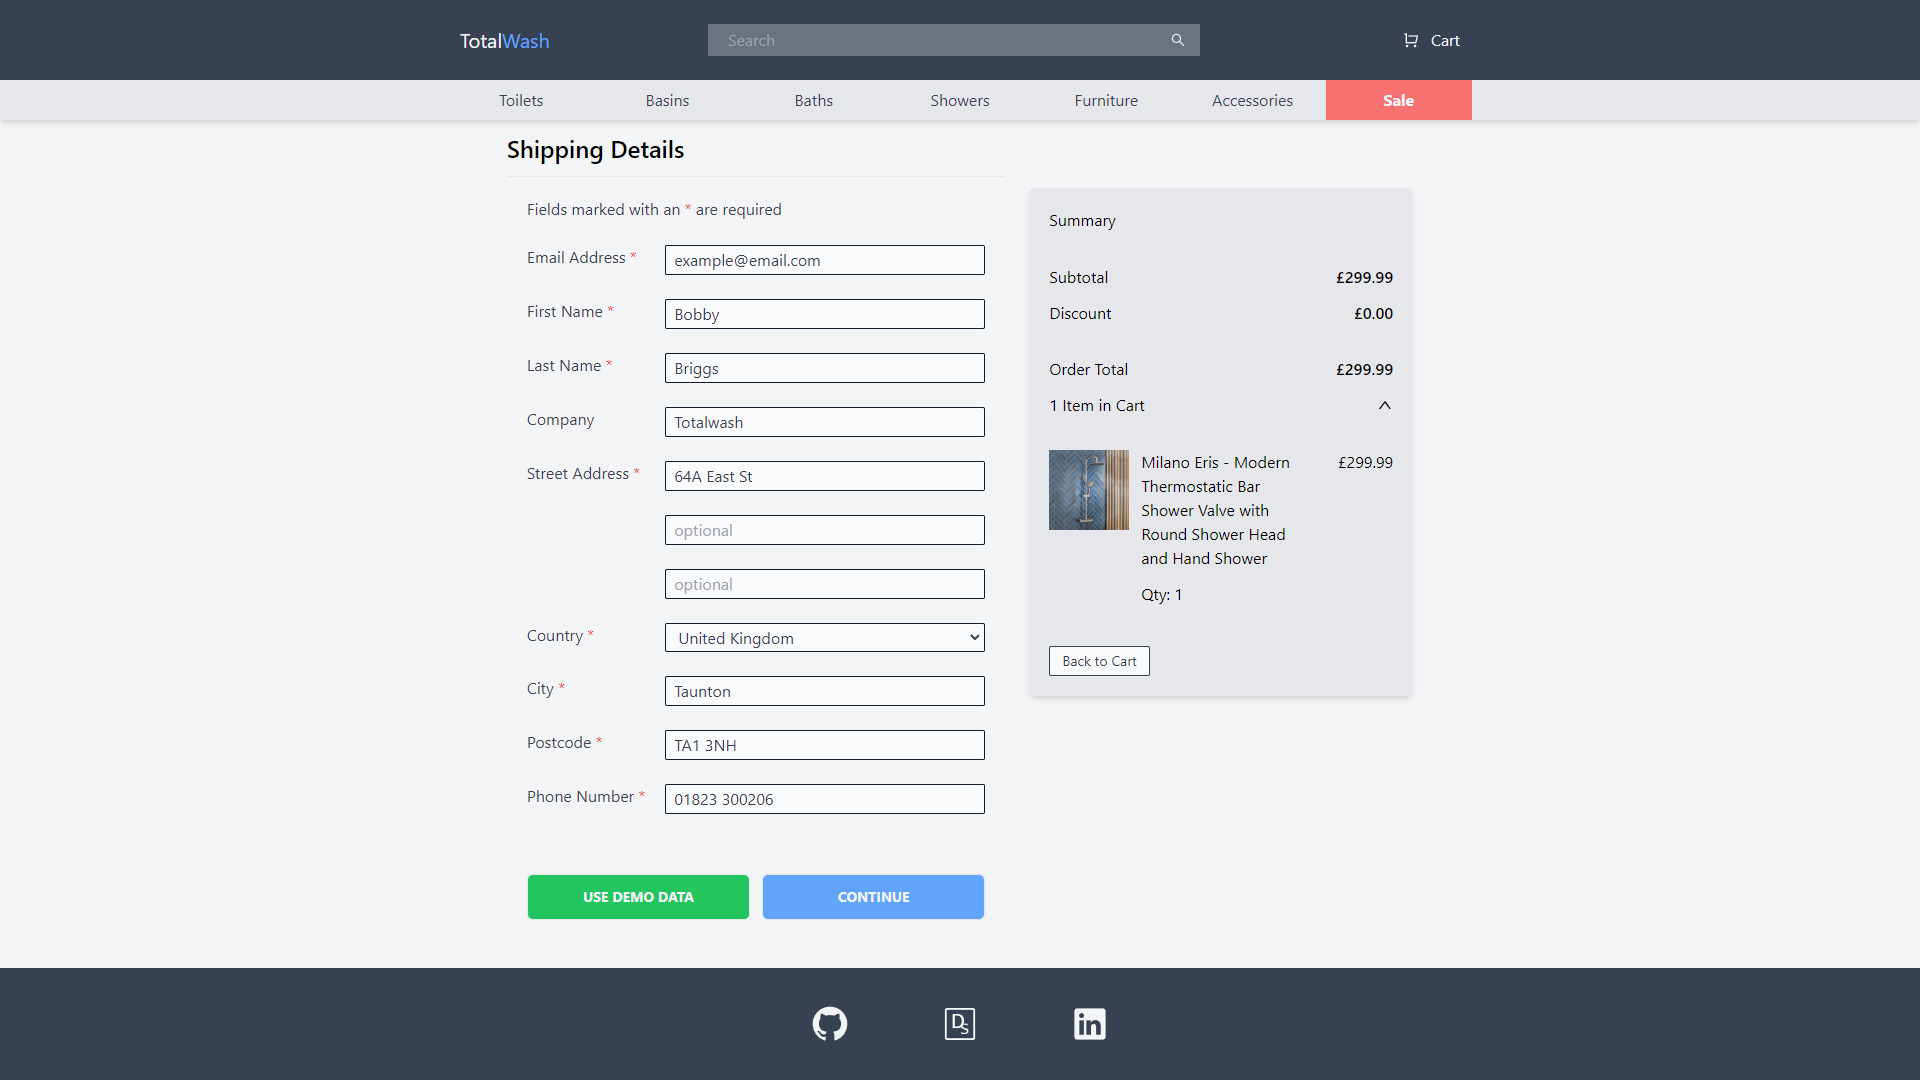 TotalWash
Search
Cart
Toilets
Basins
Baths
Showers
Furniture
Accessories
Sale
Shipping Details
Fields marked with an * are required
Email Address *
example@email.com
First Name *
Bobby
Last Name *
Briggs
Company
Totalwash
Street Address *
64A East St
optional
optional
Country *
United Kingdom
City *
Taunton
Postcode *
TA1 3NH
Phone Number *
01823 300206
USE DEMO DATA
CONTINUE
Summary
Subtotal
£299.99
Discount
£0.00
Order Total
£299.99
1 Item in Cart
Milano Eris - Modern
Thermostatic Bar
Shower Valve with
Round Shower Head
and Hand Shower
£299.99
Qty: 1
Back to Cart
DS
in